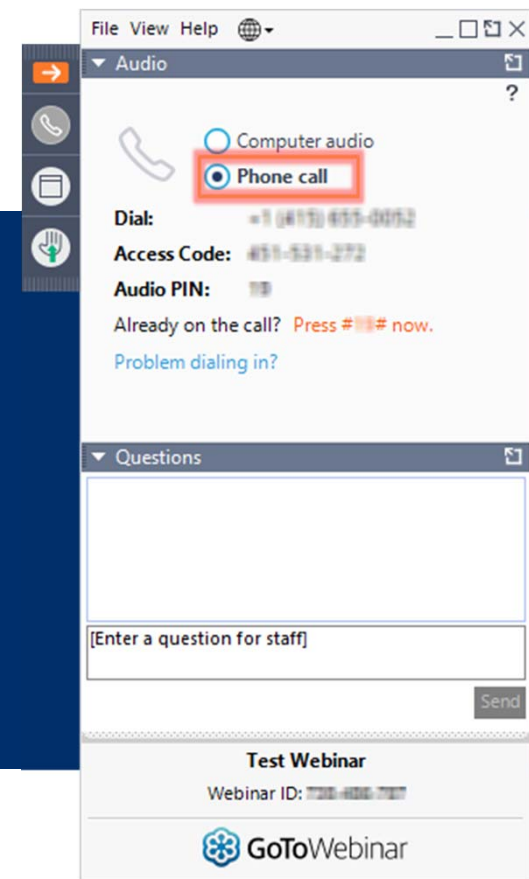 File View Help
Audio
?
Computer audio
Phone call
Dial:
Access Code:
Audio PIN:
Already on the call? Press # # now.
Problem dialing in?
Questions
[Enter a question for staff]
Send
Test Webinar
Webinar ID:
GoToWebinar